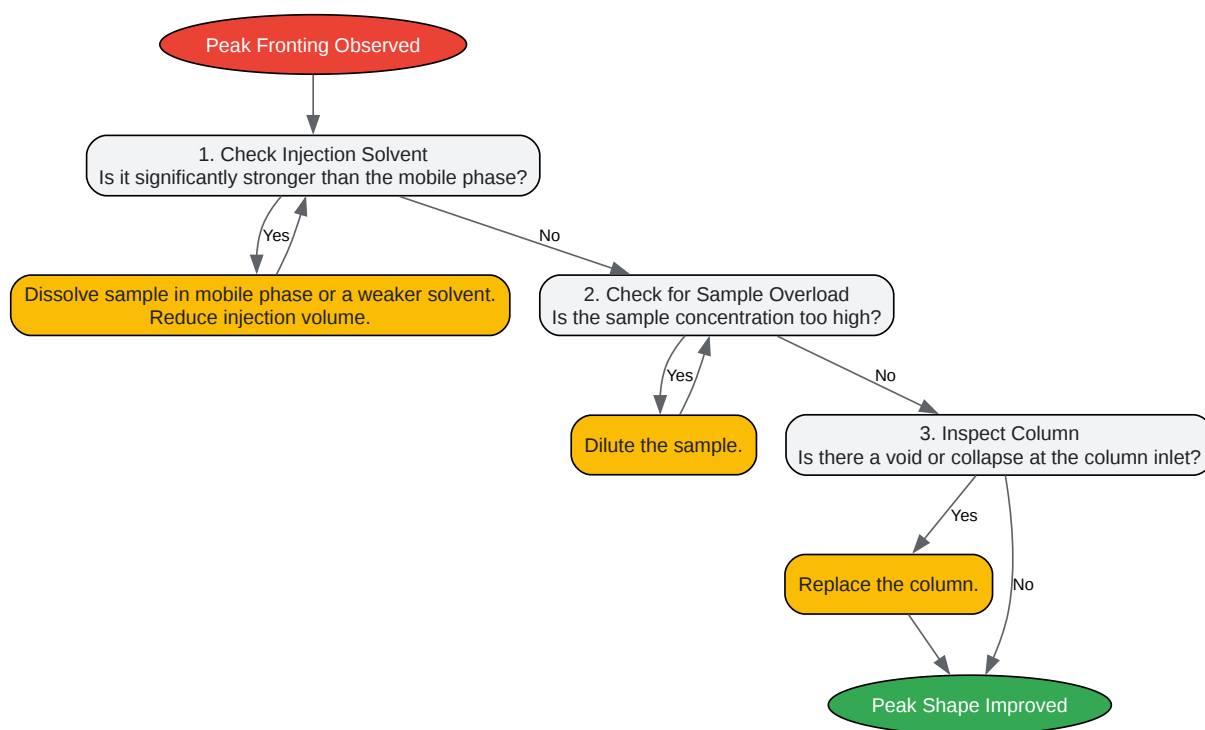 Peak Fronting Observed
1. Check Injection Solvent
Is it significantly stronger than the mobile phase?
Yes
No
Dissolve sample in mobile phase or a weaker solvent.
Reduce injection volume.
2. Check for Sample Overload
Is the sample concentration too high?
Yes
No
Dilute the sample.
3. Inspect Column
Is there a void or collapse at the column inlet?
Yes
Replace the column.
No
Peak Shape Improved